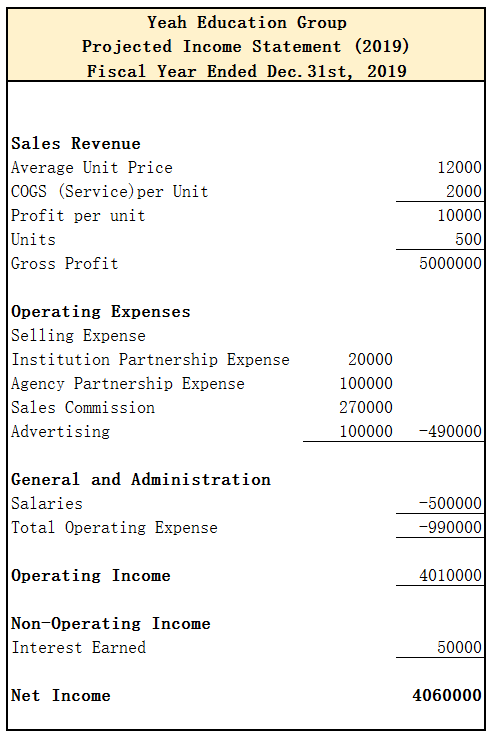 Yeah Education Group
Projected Income Statement (2019)
Fiscal Year Ended Dec.31st, 2019
Sales Revenue
Average Unit Price 12000
COGS (Service)per Unit 2000
Profit per unit 10000
Units 500
Gross Profit 5000000
Operating Expenses
Selling Expense
Institution Partnership Expense 20000
Agency Partnership Expense 100000
Sales Commission 270000
Advertising 100000 -490000
General and Administration
Salaries -500000
Total Operating Expense -990000
Operating Income 4010000
Non-Operating Income
Interest Earned 50000
Net Income 4060000